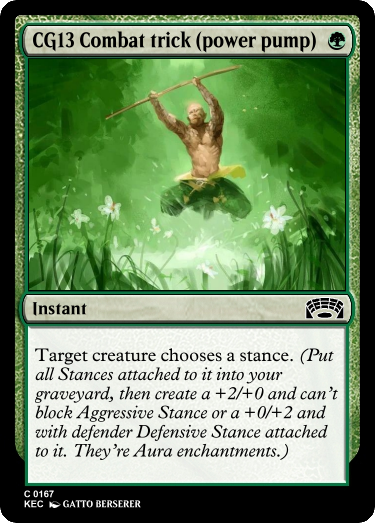 CG13 Combat trick (power pump)
Instant
Target creature chooses a stance. (Put
all Stances attached to it into your
graveyard, then create a +2/+0 and can't
block Aggressive Stance or a +0/+2 and
with defender Defensive Stance attached
to it. They're Aura enchantments.)
C 0167
KEC GATTO BERSERER